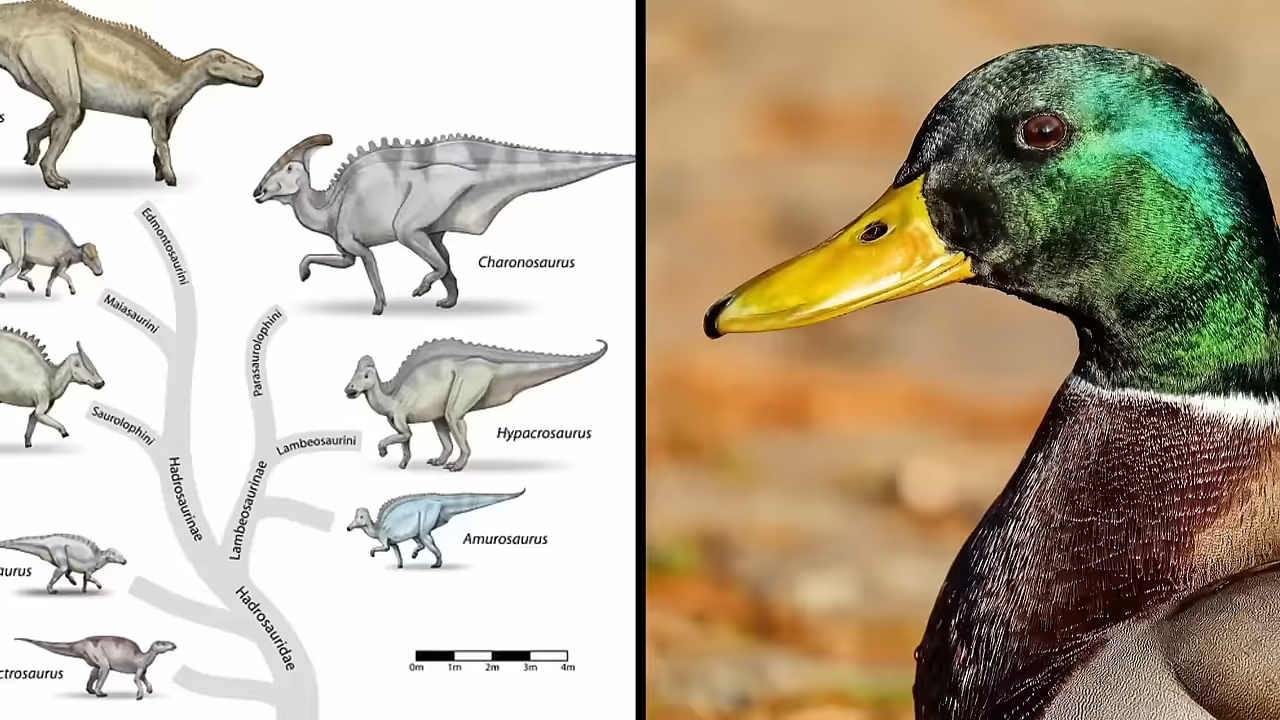 s
Edmontosaurini
Maiasaurini
Charonosaurus
Parasaurolophini
Saurolophini
Hypacrosaurus
Lambeosaurini
Hadrosaurinae
Lambeosaurinae
Amurosaurus
aurus
Hadrosauridae
ctrosaurus
0m 1m 2m 3m 4m